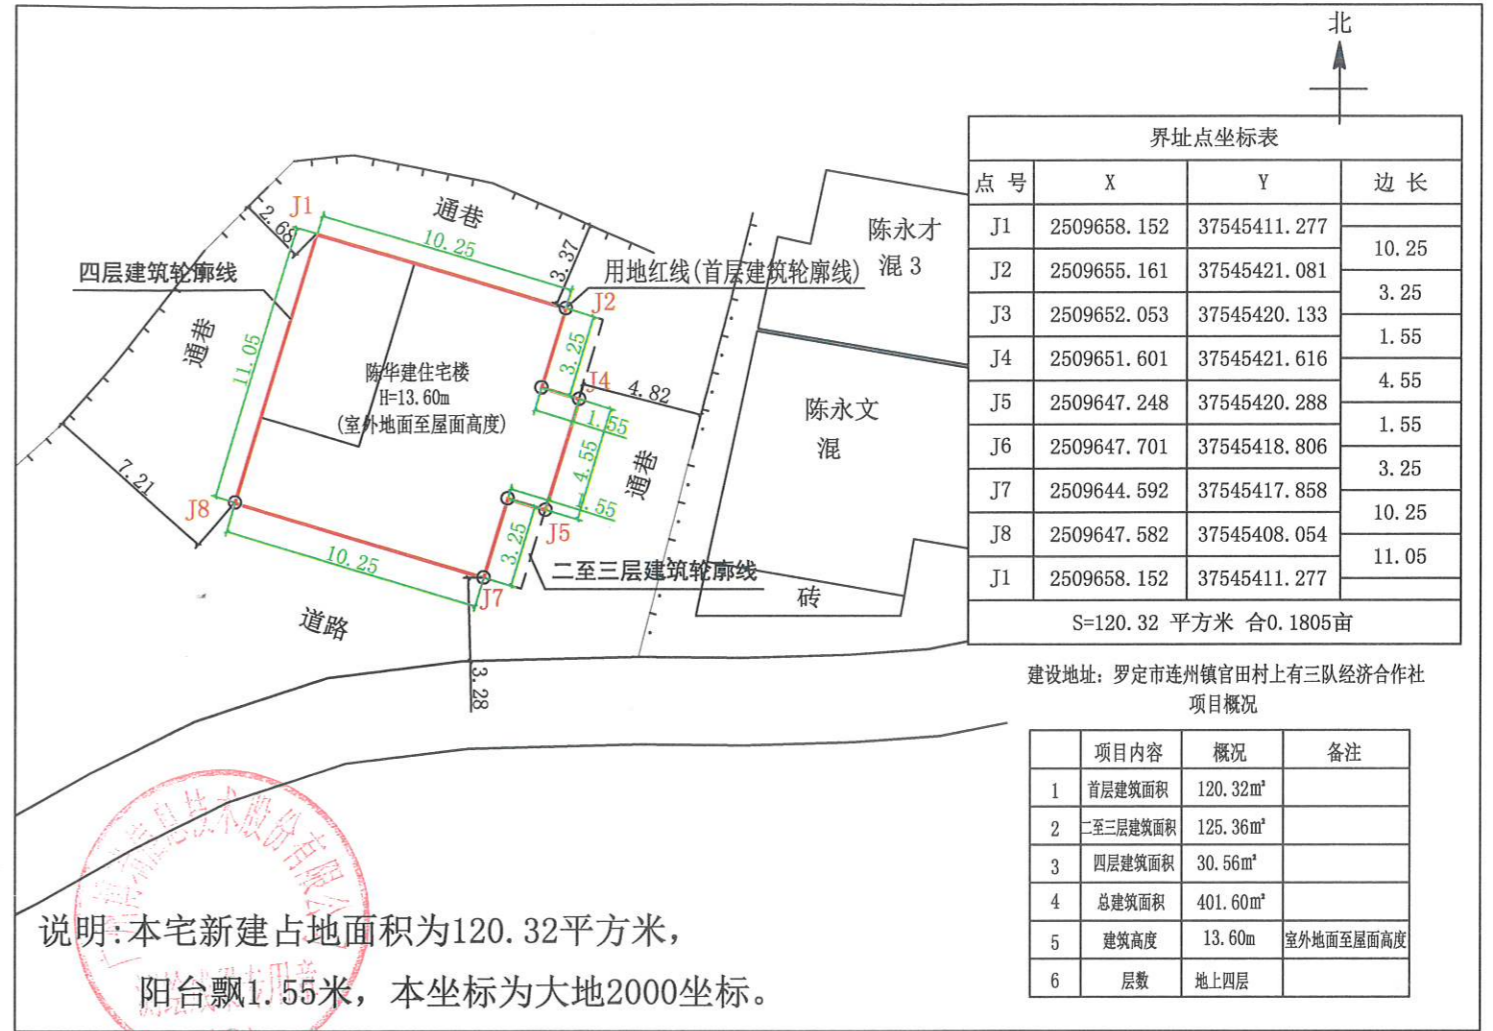 北
界址点坐标表
点 号 X Y 边 长
J1 2509658.152 37545411.277
10.25
J2 2509655.161 37545421.081
3.25
J3 2509652.053 37545420.133
1.55
J4 2509651.601 37545421.616
4.55
J5 2509647.248 37545420.288
1.55
J6 2509647.701 37545418.806
3.25
J7 2509644.592 37545417.858
10.25
J8 2509647.582 37545408.054
11.05
J1 2509658.152 37545411.277
S=120.32 平方米 合0.1805亩
J1
2.68
通巷
10.25
3.37
四层建筑轮廓线
用地红线(首层建筑轮廓线)
陈永才
混3
J2
通巷
11.05
3.25
陈华建住宅楼
H=13.60m
(室外地面至屋面高度)
J4
4.82
1.55
陈永文
混
4.55
通巷
7.21
J8
1.55
J5
3.25
10.25
二至三层建筑轮廓线
J7
砖
道路
3.28
建设地址：罗定市连州镇官田村上有三队经济合作社
项目概况
项目内容 概况 备注
1 首层建筑面积 120.32m²
2 二至三层建筑面积 125.36m²
3 四层建筑面积 30.56m²
4 总建筑面积 401.60m²
5 建筑高度 13.60m 室外地面至屋面高度
6 层数 地上四层
说明:本宅新建占地面积为120.32平方米，
阳台飘1.55米，本坐标为大地2000坐标。
信息技术股份有限公司